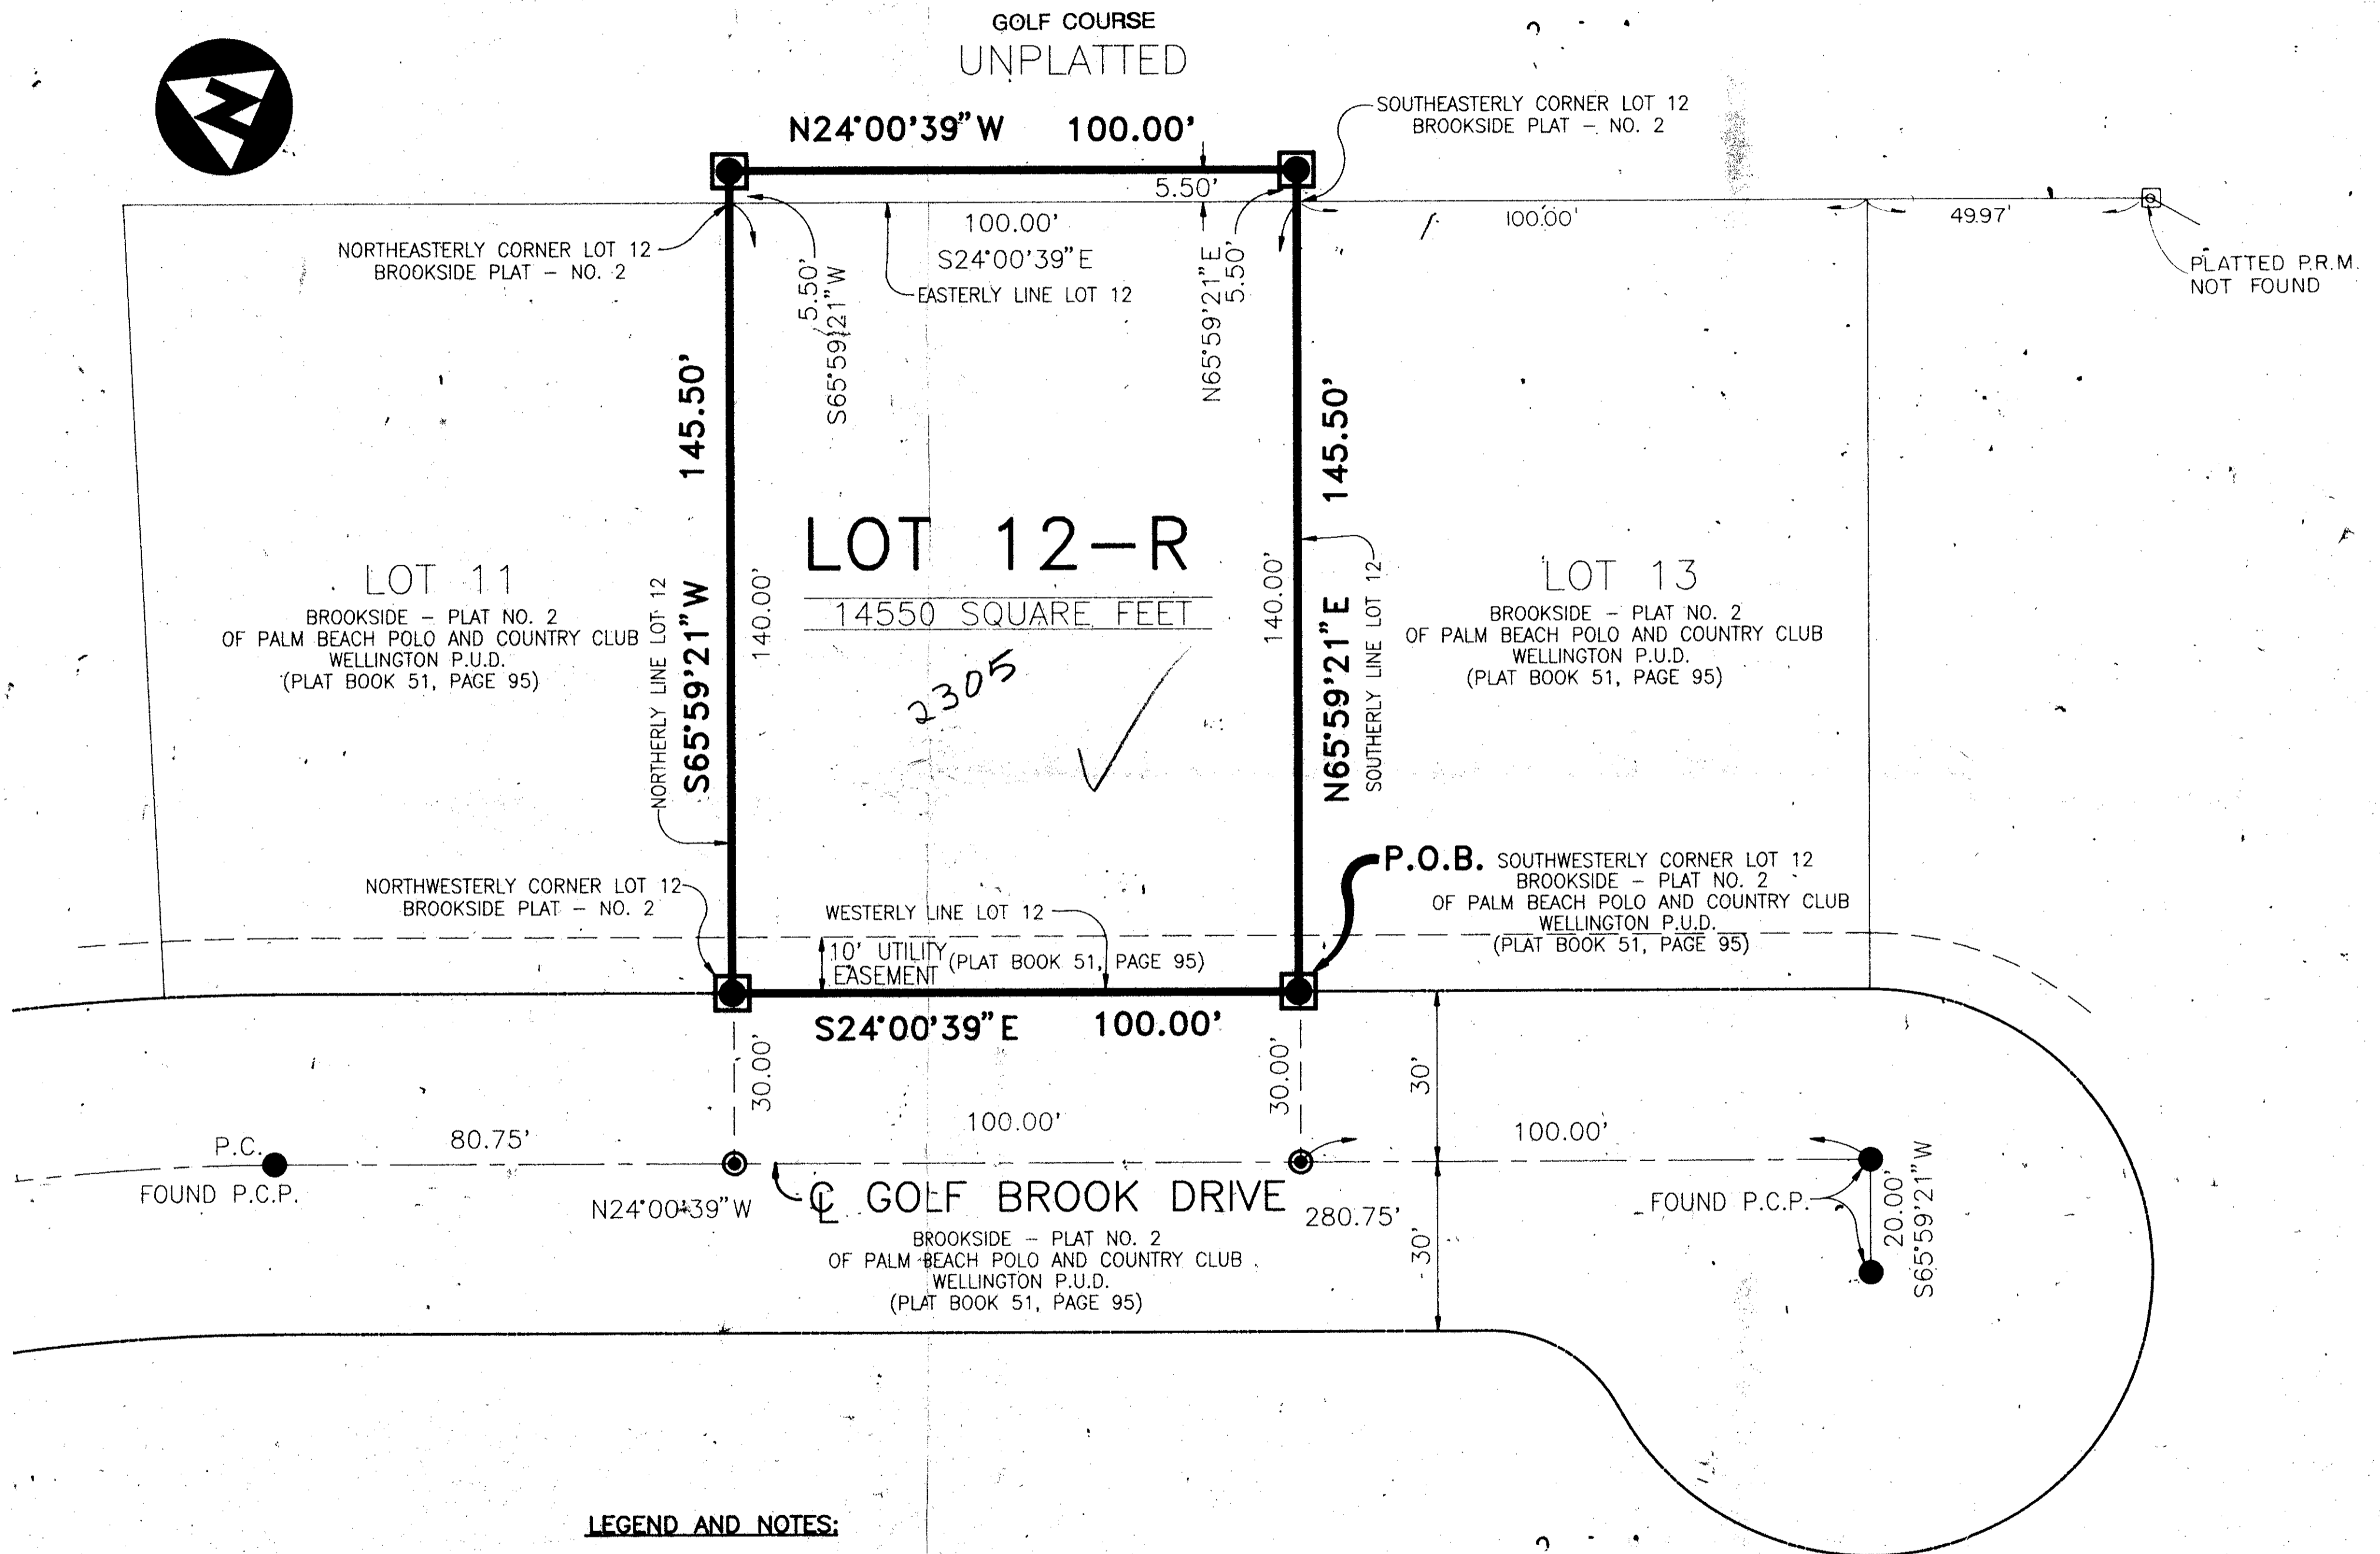 GOLF COURSE
UNPLATTED
N
N24°00'39"W 100.00'
SOUTHEASTERLY CORNER LOT 12
BROOKSIDE PLAT – NO. 2
5.50'
100.00'
S24°00'39"E
EASTERLY LINE LOT 12
100.00'
49.97'
PLATTED P.R.M.
NOT FOUND
NORTHEASTERLY CORNER LOT 12
BROOKSIDE PLAT – NO. 2
5.50'
S65°59'21"W
N65°59'21"E
5.50'
S65°59'21"W 145.50'
N65°59'21"E 145.50'
NORTHERLY LINE LOT 12
140.00'
140.00'
SOUTHERLY LINE LOT 12
LOT 12–R
14550 SQUARE FEET
2305
LOT 11
BROOKSIDE – PLAT NO. 2
OF PALM BEACH POLO AND COUNTRY CLUB
WELLINGTON P.U.D.
(PLAT BOOK 51, PAGE 95)
LOT 13
BROOKSIDE – PLAT NO. 2
OF PALM BEACH POLO AND COUNTRY CLUB
WELLINGTON P.U.D.
(PLAT BOOK 51, PAGE 95)
NORTHWESTERLY CORNER LOT 12
BROOKSIDE PLAT – NO. 2
WESTERLY LINE LOT 12
10' UTILITY
EASEMENT (PLAT BOOK 51, PAGE 95)
P.O.B. SOUTHWESTERLY CORNER LOT 12
BROOKSIDE – PLAT NO. 2
OF PALM BEACH POLO AND COUNTRY CLUB
WELLINGTON P.U.D.
(PLAT BOOK 51, PAGE 95)
S24°00'39"E 100.00'
30.00'
30.00'
30'
P.C.
80.75'
100.00'
100.00'
FOUND P.C.P.
N24°00'39"W
℄ GOLF BROOK DRIVE
280.75'
30'
FOUND P.C.P.
20.00'
S65°59'21"W
BROOKSIDE – PLAT NO. 2
OF PALM BEACH POLO AND COUNTRY CLUB
WELLINGTON P.U.D.
(PLAT BOOK 51, PAGE 95)
LEGEND AND NOTES: